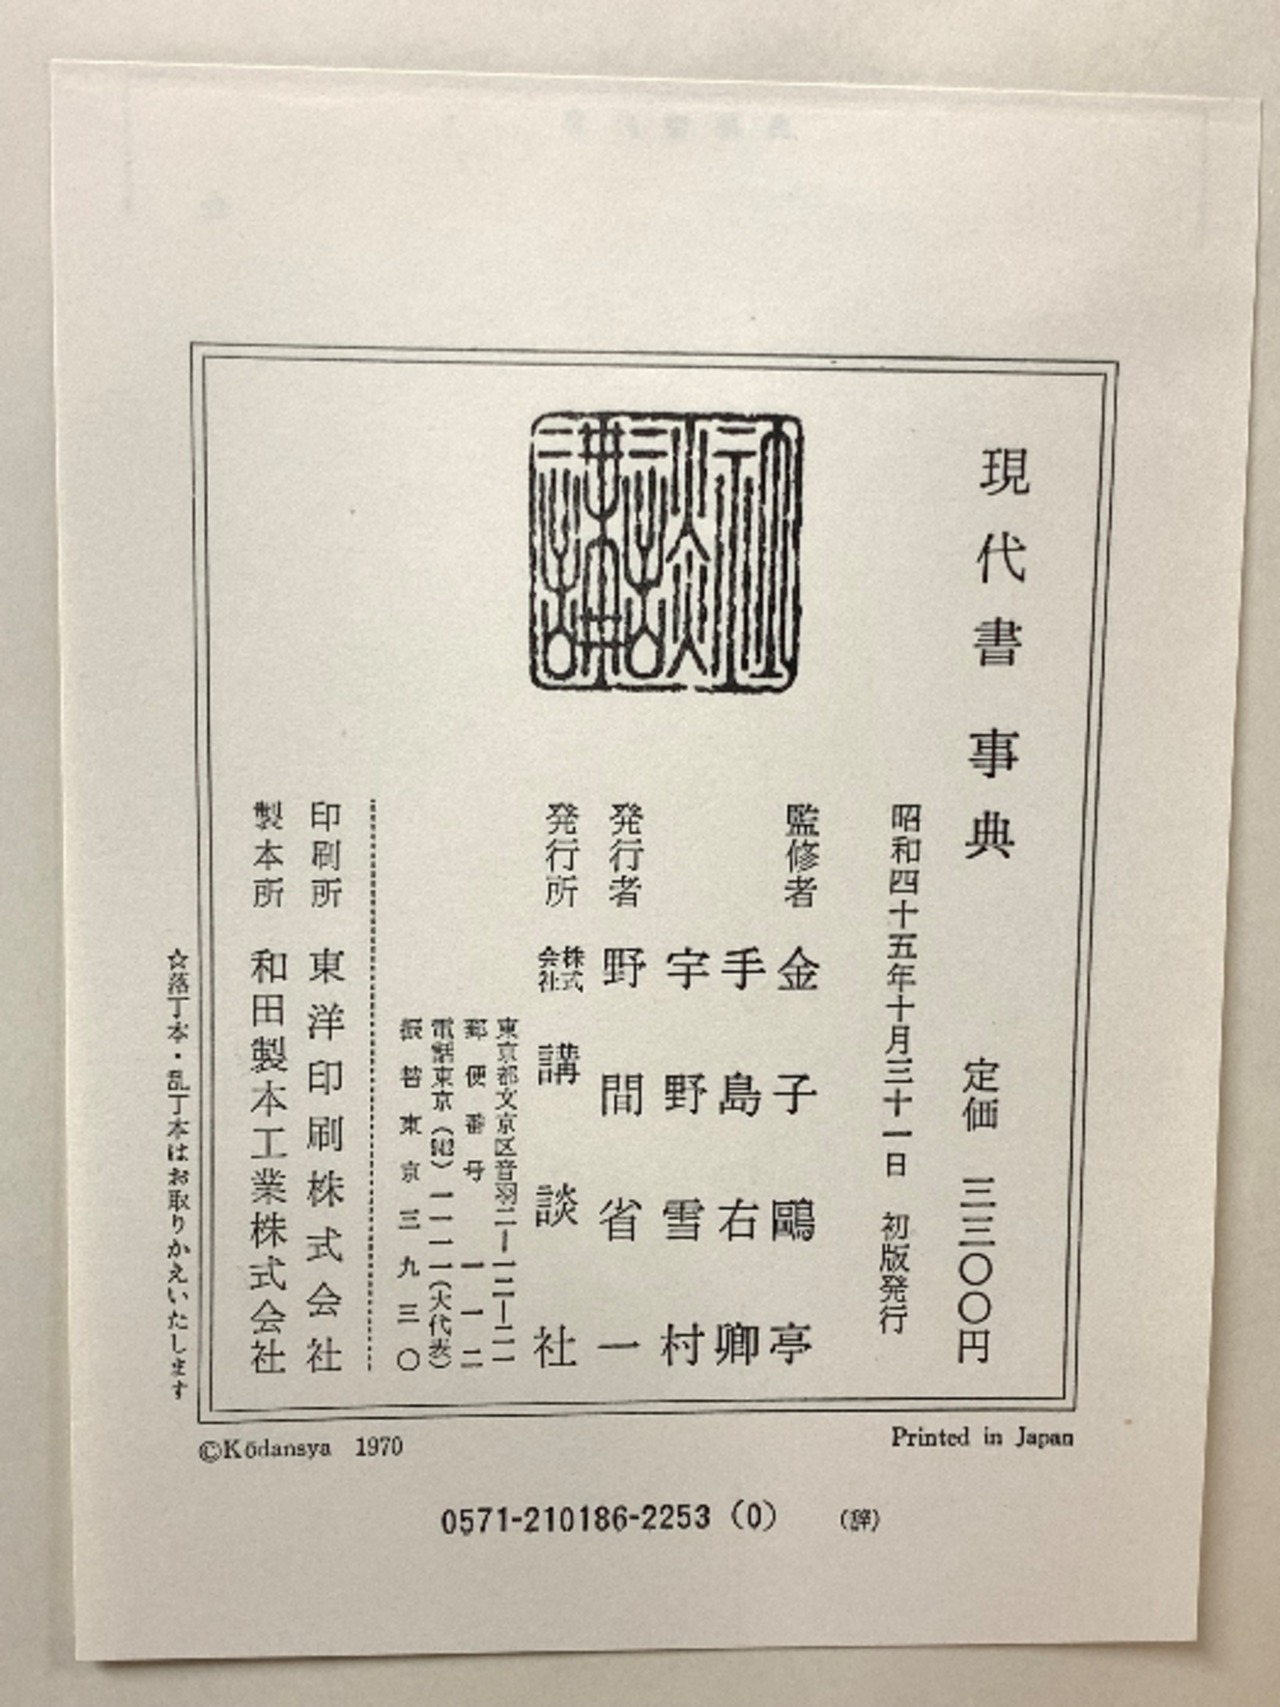 現代書事典
定価 三三〇〇円
昭和四十五年十月三十一日 初版発行
監修者 金子鷗亭
手島右卿
宇野雪村
発行者 野間省一
発行所 株式会社 講談社
東京都文京区音羽二ー一二ー二一
郵便番号 一一二
電話東京(942)一一一一(大代表)
振替東京三九三〇
印刷所 東洋印刷株式会社
製本所 和田製本工業株式会社
☆落丁本・乱丁本はお取りかえいたします
©Kōdansya 1970
Printed in Japan
0571-210186-2253 (0) (辞)